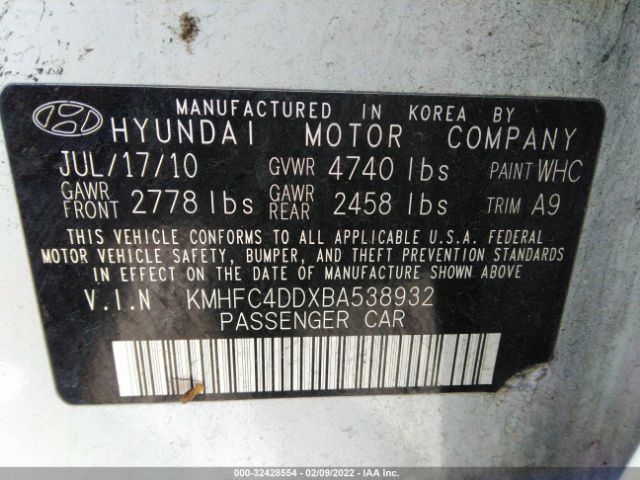 MANUFACTURED IN KOREA BY
HYUNDAI MOTOR COMPANY
JUL/17/10 GVWR 4740 lbs PAINT WHC
GAWR FRONT 2778 lbs GAWR REAR 2458 lbs TRIM A9
THIS VEHICLE CONFORMS TO ALL APPLICABLE U.S.A. FEDERAL
MOTOR VEHICLE SAFETY, BUMPER, AND THEFT PREVENTION STANDARDS
IN EFFECT ON THE DATE OF MANUFACTURE SHOWN ABOVE
V.I.N KMHFC4DDXBA538932
PASSENGER CAR
000-32428554 - 02/09/2022 - IAA Inc.